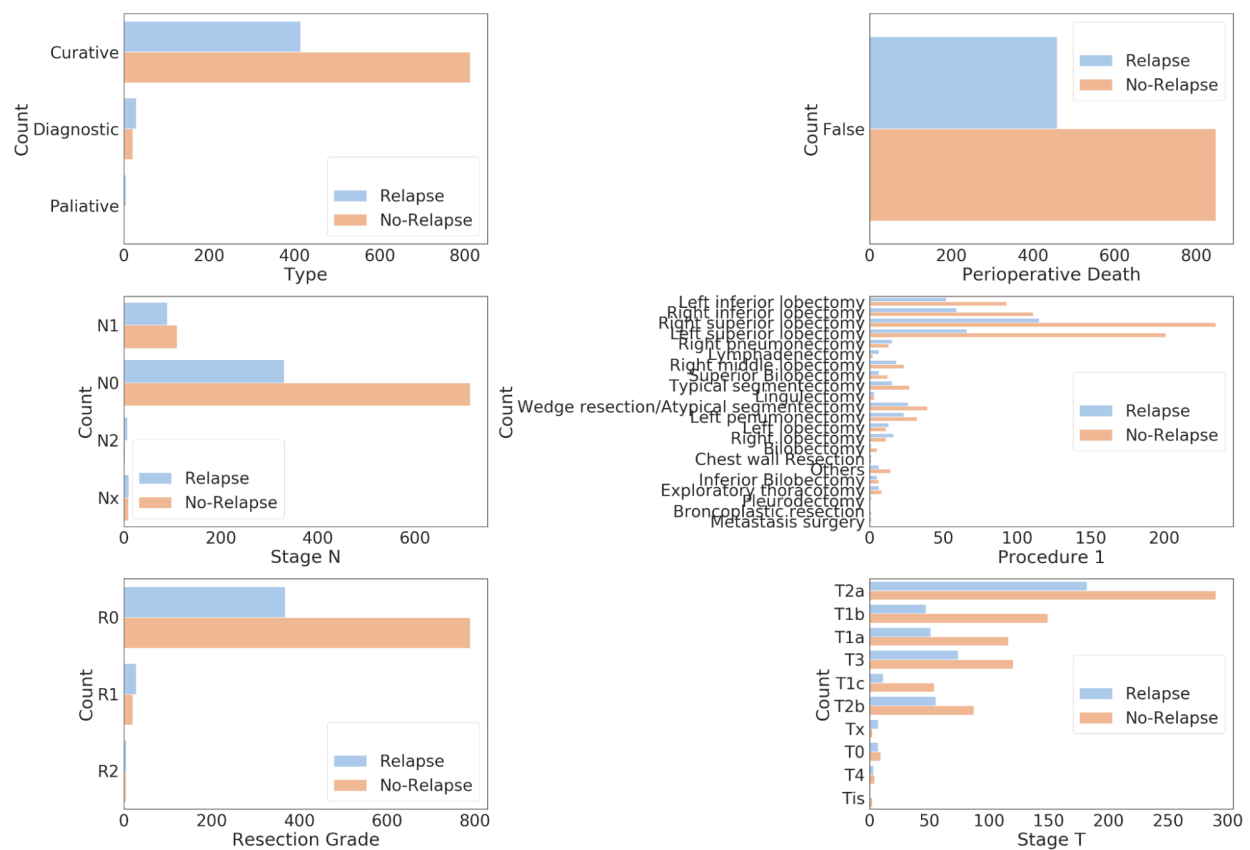 Count
Curative
Diagnostic
Paliative
Relapse
No-Relapse
0 200 400 600 800
Type
Count
False
Relapse
No-Relapse
0 200 400 600 800
Perioperative Death
Count
N1
N0
N2
Nx
Relapse
No-Relapse
0 200 400 600
Stage N
Count
Left inferior lobectomy
Right inferior lobectomy
Right superior lobectomy
Left superior lobectomy
Right pneumonectomy
Lymphadenectomy
Right middle lobectomy
Superior Bilobectomy
Typical segmentectomy
Lingulectomy
Wedge resection/Atypical segmentectomy
Left penumonectomy
Left lobectomy
Right lobectomy
Bilobectomy
Chest wall Resection
Others
Inferior Bilobectomy
Exploratory thoracotomy
Pleurodectomy
Broncoplastic resection
Metastasis surgery
Relapse
No-Relapse
0 50 100 150 200
Procedure 1
Count
R0
R1
R2
Relapse
No-Relapse
0 200 400 600 800
Resection Grade
Count
T2a
T1b
T1a
T3
T1c
T2b
Tx
T0
T4
Tis
Relapse
No-Relapse
0 50 100 150 200 250 300
Stage T